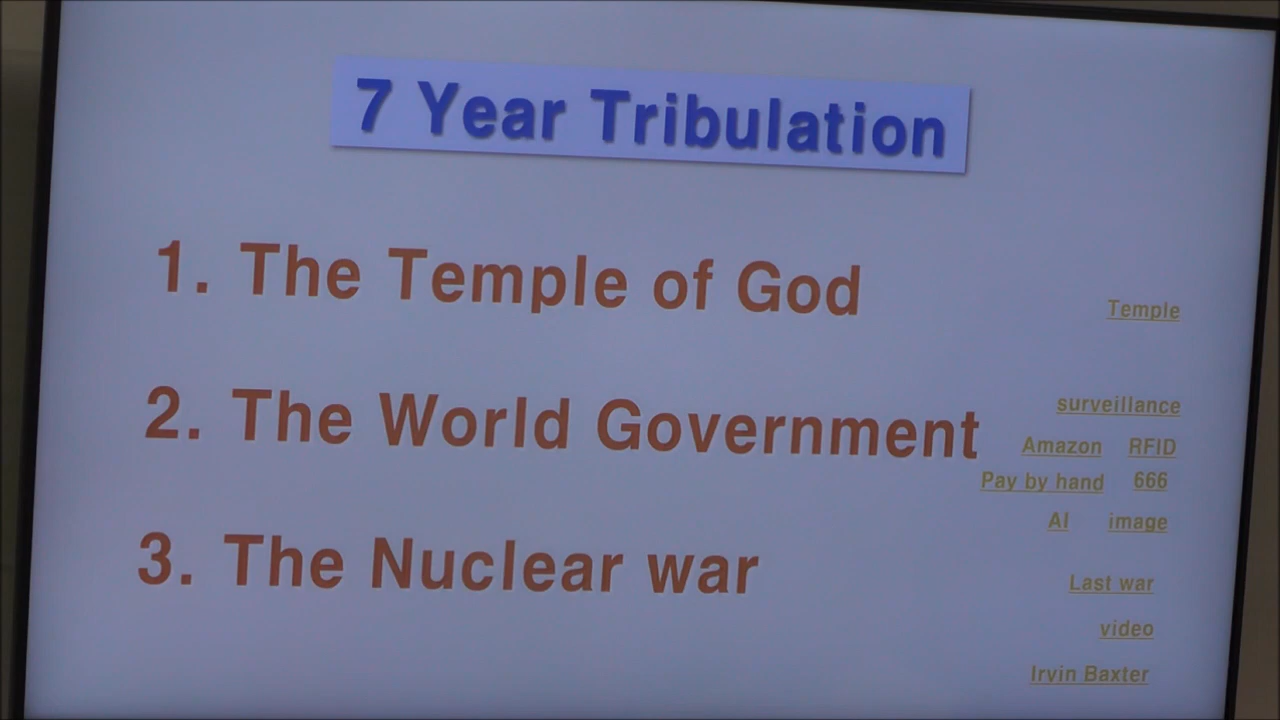 7 Year Tribulation
1. The Temple of God
Temple
surveillance
2. The World Government
Amazon RFID
Pay by hand 666
AI image
3. The Nuclear war
Last war
video
Irvin Baxter